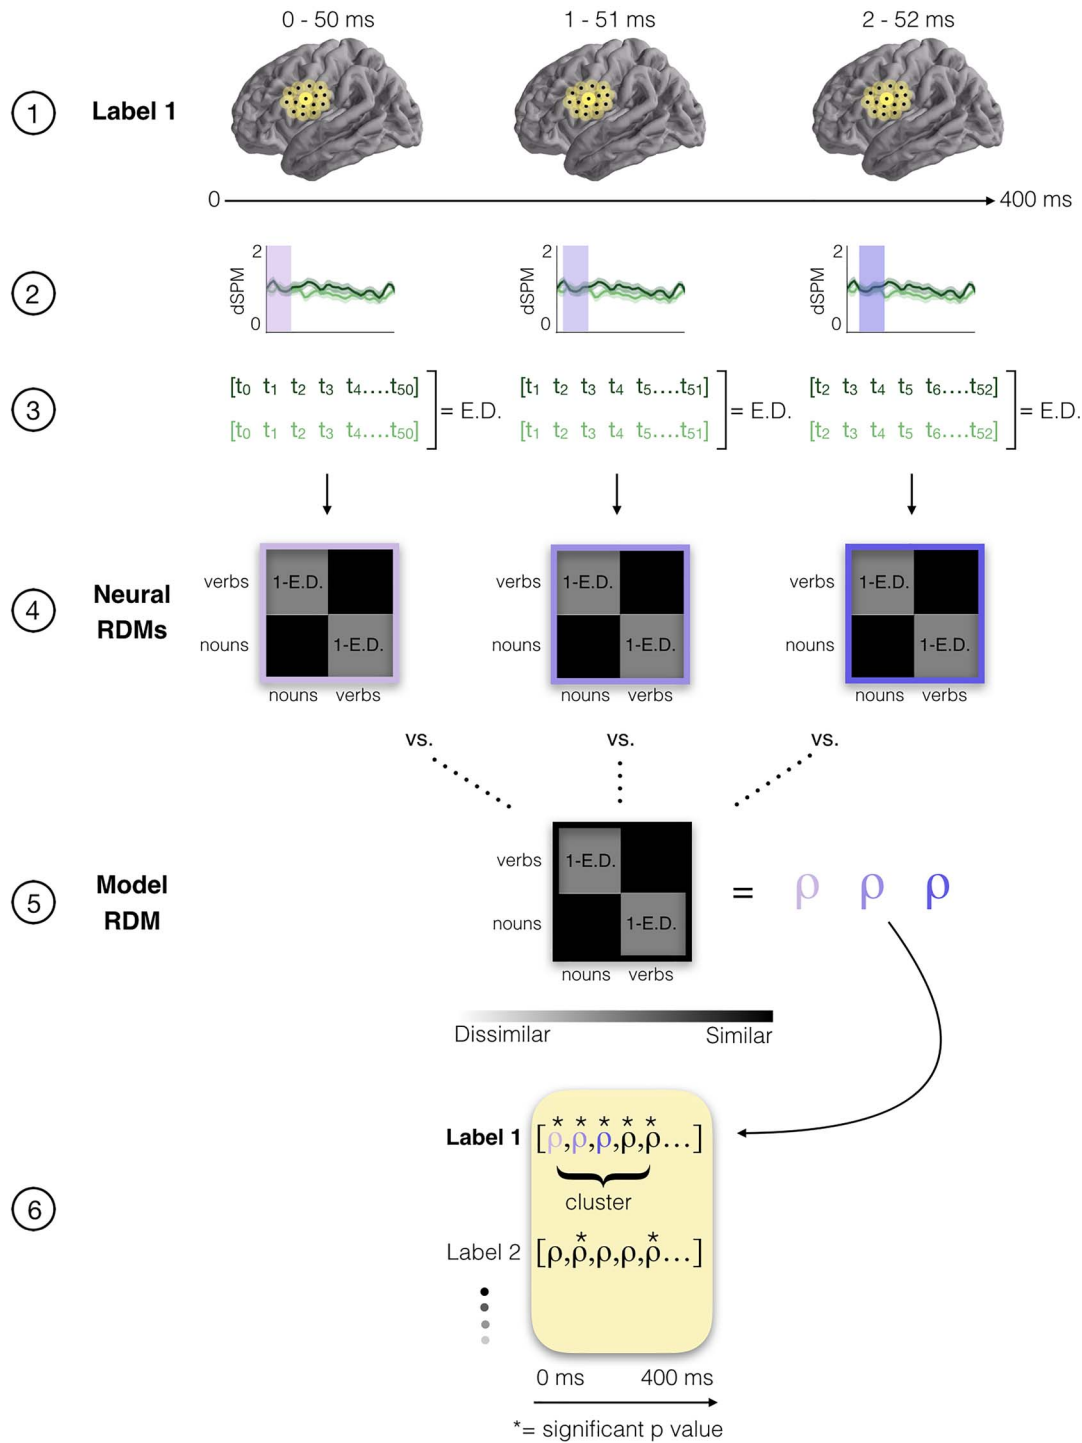 0 - 50 ms 1 - 51 ms 2 - 52 ms
1 Label 1
0 400 ms
2 2 dSPM 0 2 dSPM 0 2 dSPM 0
3 [t0 t1 t2 t3 t4....t50] [t1 t2 t3 t4 t5....t51] [t2 t3 t4 t5 t6....t52]
= E.D. = E.D. = E.D.
[t0 t1 t2 t3 t4....t50] [t1 t2 t3 t4 t5....t51] [t2 t3 t4 t5 t6....t52]
4 Neural RDMs
verbs 1-E.D. verbs 1-E.D. verbs 1-E.D.
nouns 1-E.D. nouns 1-E.D. nouns 1-E.D.
nouns verbs nouns verbs nouns verbs
vs. vs. vs.
5 Model RDM
verbs 1-E.D.
= ρ ρ ρ
nouns 1-E.D.
nouns verbs
Dissimilar Similar
6
* * * * *
Label 1 [ρ,ρ,ρ,ρ,ρ...]
cluster
* *
Label 2 [ρ,ρ,ρ,ρ,ρ...]
0 ms 400 ms
*= significant p value